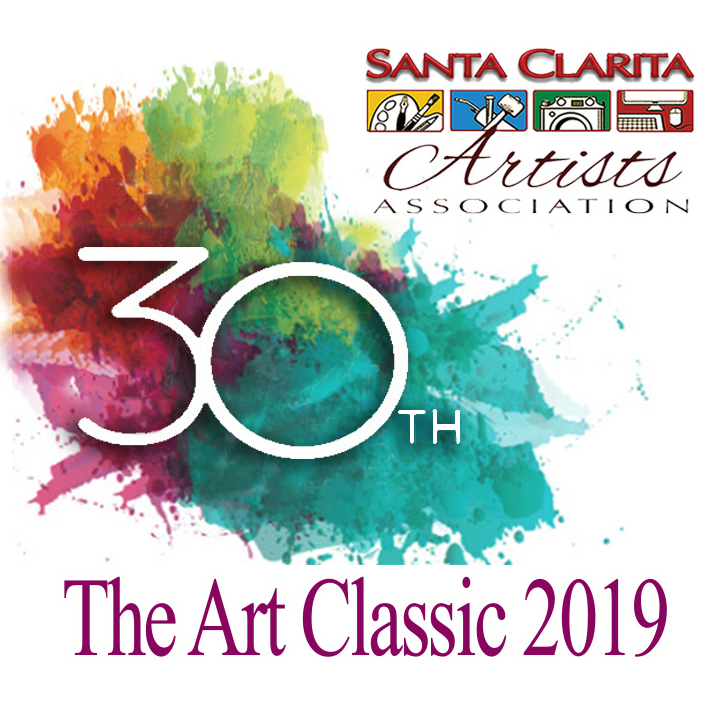 SANTA CLARITA
Artists
ASSOCIATION
30TH
The Art Classic 2019